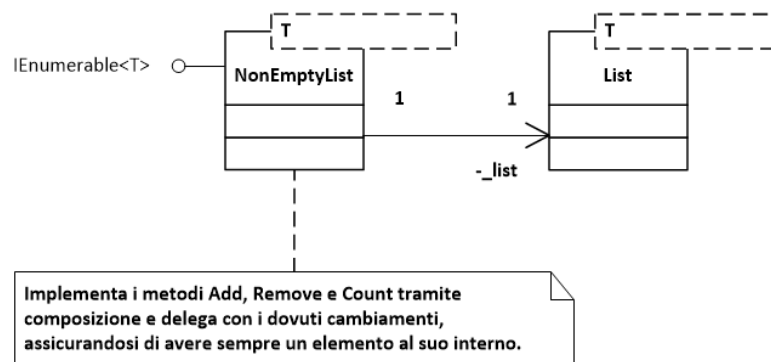 T
T
IEnumerable<T>
NonEmptyList
List
1
1
-_list
Implementa i metodi Add, Remove e Count tramite
composizione e delega con i dovuti cambiamenti,
assicurandosi di avere sempre un elemento al suo interno.